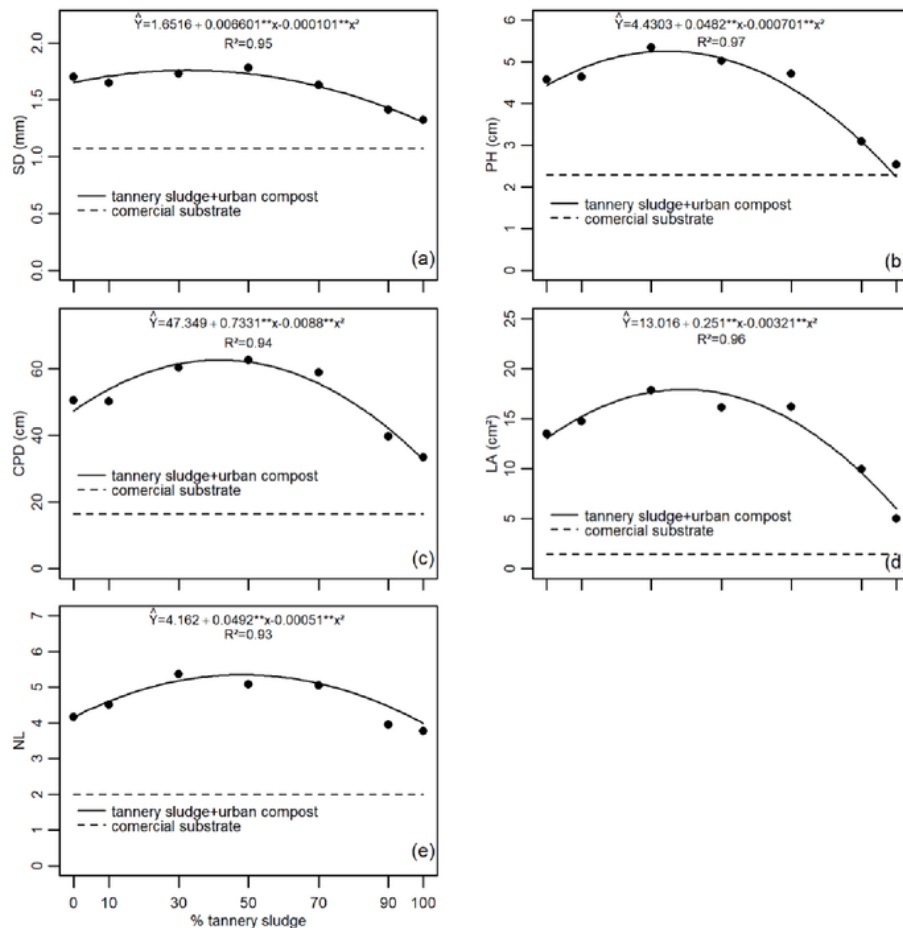 Ŷ=1.6516 + 0.006601**x-0.000101**x²
R²=0.95
SD (mm)
2.0
1.5
1.0
0.5
0.0
tannery sludge+urban compost
comercial substrate
(a)
Ŷ=4.4303 + 0.0482**x-0.000701**x²
R²=0.97
PH (cm)
6
5
4
3
2
1
0
tannery sludge+urban compost
comercial substrate
(b)
Ŷ=47.349 + 0.7331**x-0.0088**x²
R²=0.94
CPD (cm)
60
40
20
0
tannery sludge+urban compost
comercial substrate
(c)
Ŷ=13.016 + 0.251**x-0.00321**x²
R²=0.96
LA (cm²)
25
20
15
10
5
0
tannery sludge+urban compost
comercial substrate
(d
Ŷ=4.162 + 0.0492**x-0.00051**x²
R²=0.93
NL
7
6
5
4
3
2
1
0
tannery sludge+urban compost
comercial substrate
(e)
0 10 30 50 70 90 100
% tannery sludge